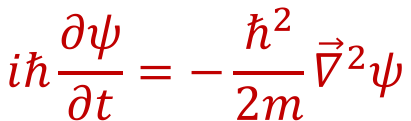 iℏ ∂ψ/∂t = − ℏ²/2m ∇⃗²ψ